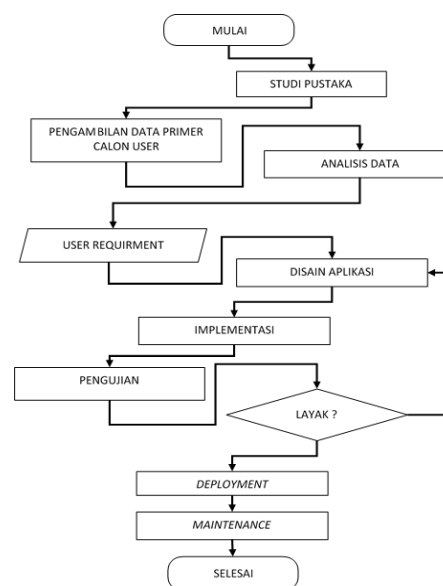 MULAI
STUDI PUSTAKA
PENGAMBILAN DATA PRIMER
CALON USER
ANALISIS DATA
USER REQUIRMENT
DISAIN APLIKASI
IMPLEMENTASI
PENGUJIAN
LAYAK ?
DEPLOYMENT
MAINTENANCE
SELESAI